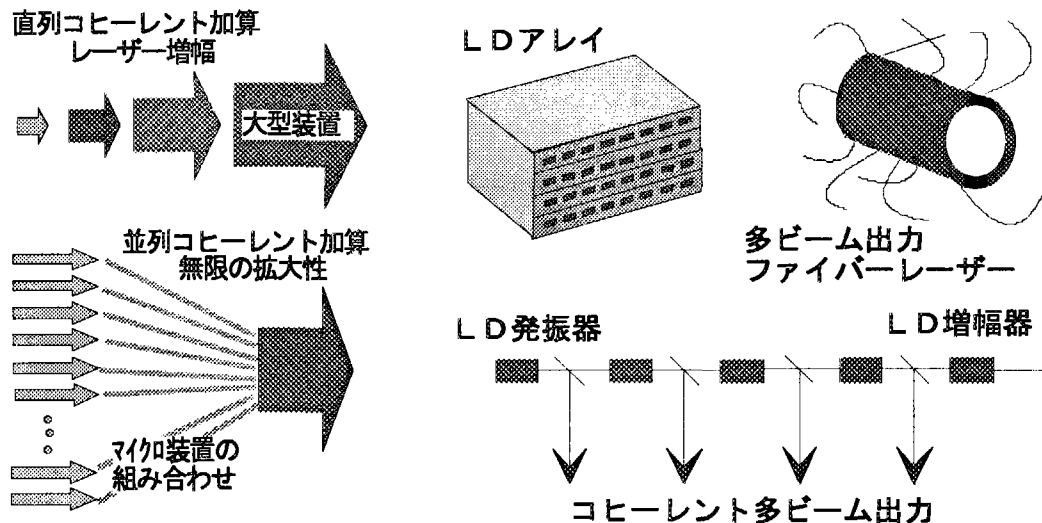 直列コヒーレント加算
レーザー増幅
大型装置
並列コヒーレント加算
無限の拡大性
マイクロ装置の
組み合わせ
ＬＤアレイ
多ビーム出力
ファイバーレーザー
ＬＤ発振器
ＬＤ増幅器
コヒーレント多ビーム出力